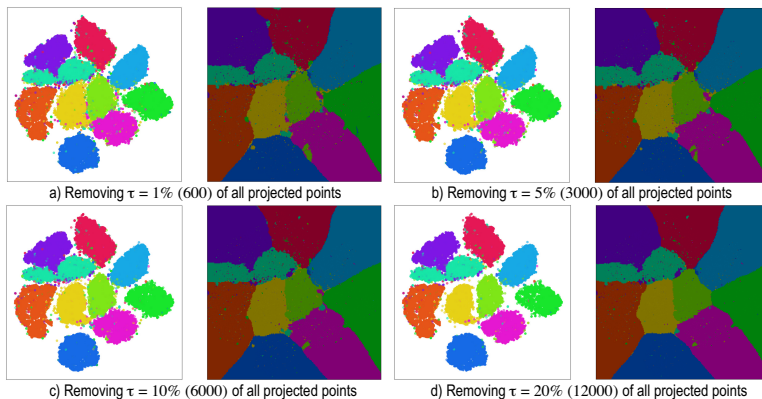 a) Removing τ = 1% (600) of all projected points
b) Removing τ = 5% (3000) of all projected points
c) Removing τ = 10% (6000) of all projected points
d) Removing τ = 20% (12000) of all projected points